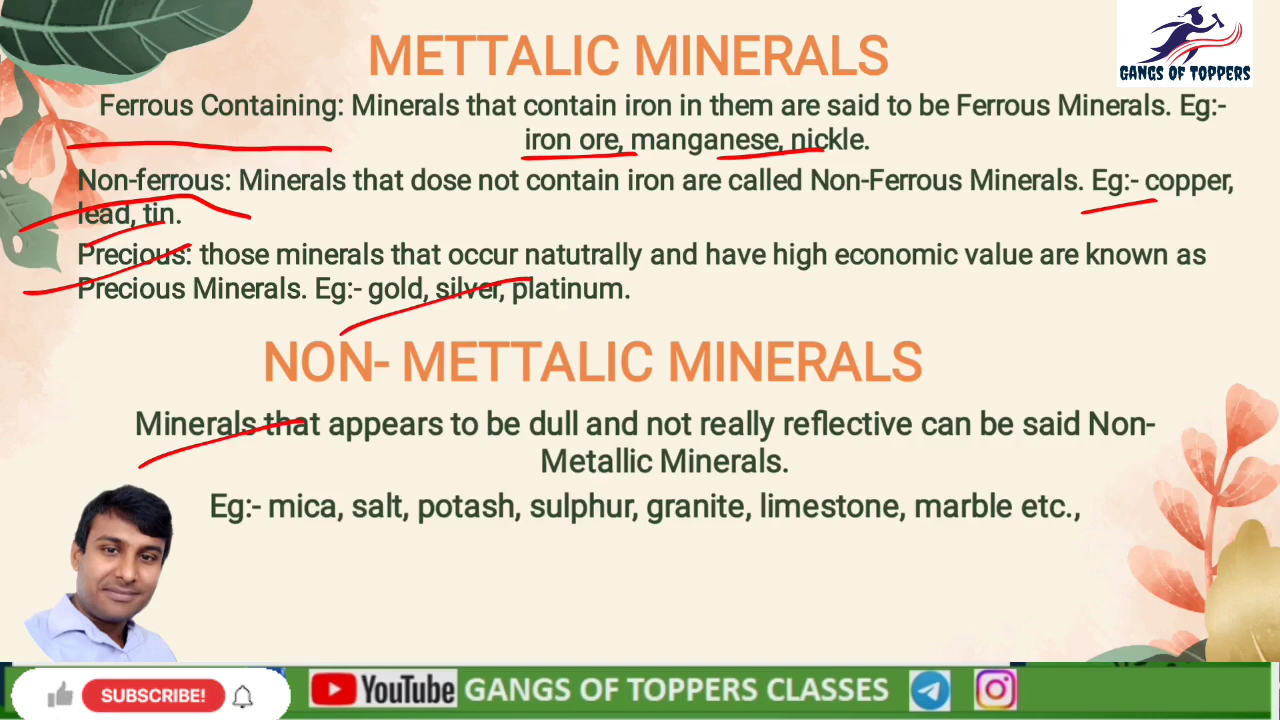 METTALIC MINERALS
GANGS OF TOPPERS
Ferrous Containing: Minerals that contain iron in them are said to be Ferrous Minerals. Eg:-
iron ore, manganese, nickle.
Non-ferrous: Minerals that dose not contain iron are called Non-Ferrous Minerals. Eg:- copper,
lead, tin.
Precious: those minerals that occur natutrally and have high economic value are known as
Precious Minerals. Eg:- gold, silver, platinum.
NON- METTALIC MINERALS
Minerals that appears to be dull and not really reflective can be said Non-
Metallic Minerals.
Eg:- mica, salt, potash, sulphur, granite, limestone, marble etc.,
SUBSCRIBE!
YouTube GANGS OF TOPPERS CLASSES